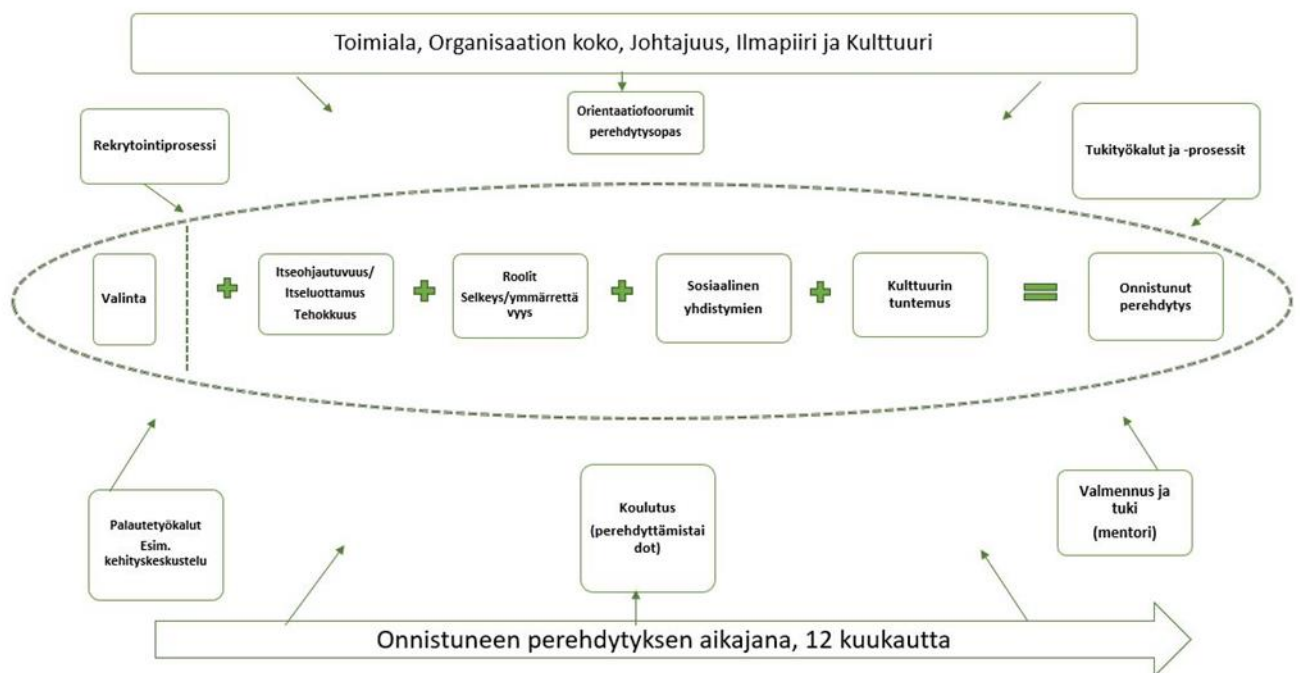 Toimiala, Organisaation koko, Johtajuus, Ilmapiiri ja Kulttuuri
Orientaatiofoorumit
perehdytysopas
Rekrytointiprosessi
Tukityökalut ja -prosessit
Valinta
Itseohjautuvuus/
Itseluottamus
Tehokkuus
Roolit
Selkeys/ymmärrettä
vyys
Sosiaalinen
yhdistymien
Kulttuurin
tuntemus
Onnistunut
perehdytys
Palautetyökalut
Esim.
kehityskeskustelu
Koulutus
(perehdyttämistai
dot)
Valmennus ja
tuki
(mentori)
Onnistuneen perehdytyksen aikajana, 12 kuukautta